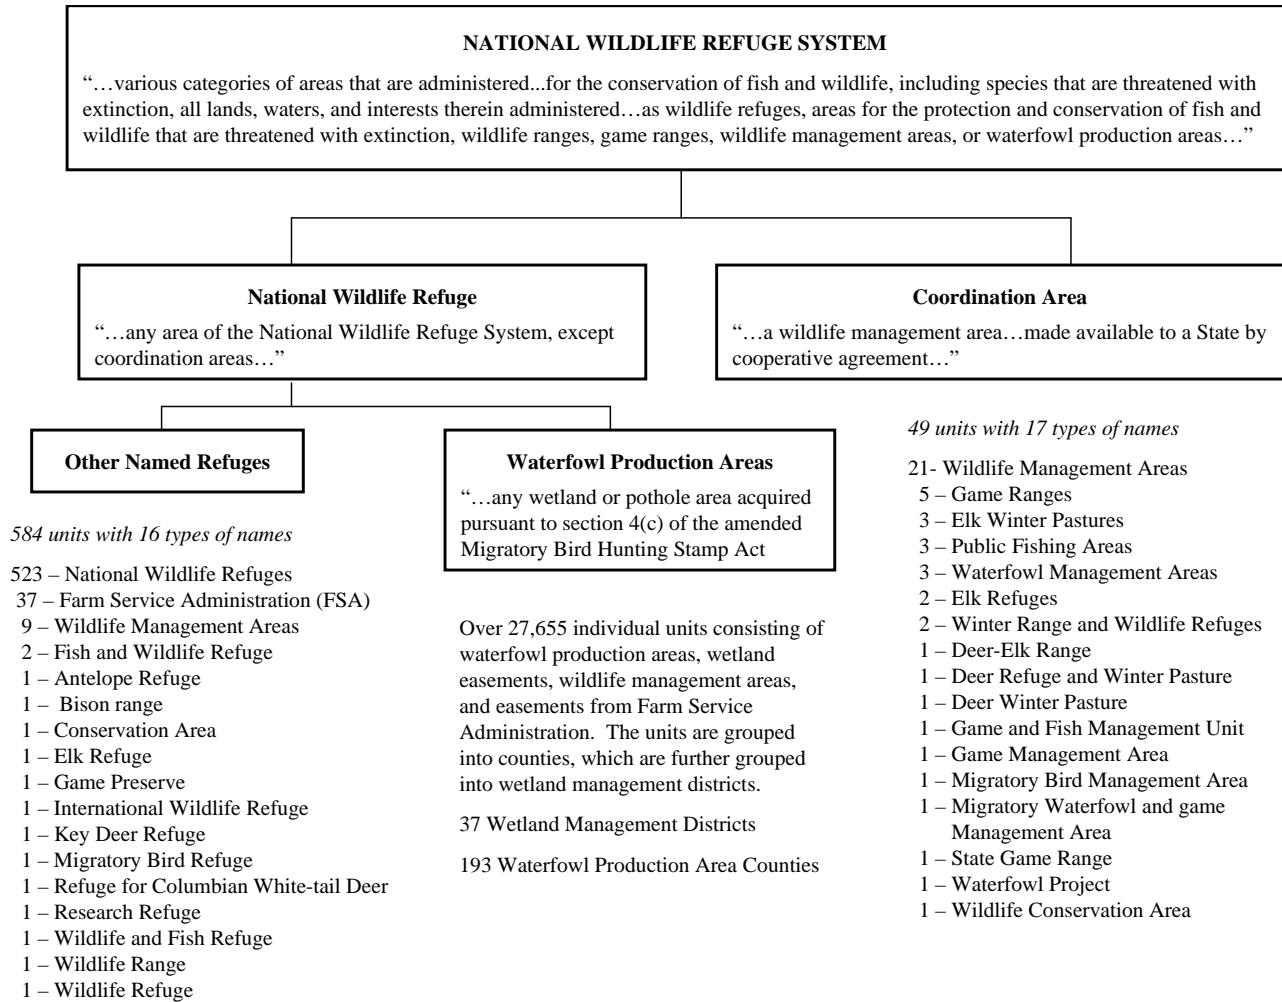 NATIONAL WILDLIFE REFUGE SYSTEM
“…various categories of areas that are administered...for the conservation of fish and wildlife, including species that are threatened with
extinction, all lands, waters, and interests therein administered…as wildlife refuges, areas for the protection and conservation of fish and
wildlife that are threatened with extinction, wildlife ranges, game ranges, wildlife management areas, or waterfowl production areas…”
National Wildlife Refuge
“…any area of the National Wildlife Refuge System, except
coordination areas…”
Coordination Area
“…a wildlife management area…made available to a State by
cooperative agreement…”
Other Named Refuges
584 units with 16 types of names
523 – National Wildlife Refuges
37 – Farm Service Administration (FSA)
9 – Wildlife Management Areas
2 – Fish and Wildlife Refuge
1 – Antelope Refuge
1 – Bison range
1 – Conservation Area
1 – Elk Refuge
1 – Game Preserve
1 – International Wildlife Refuge
1 – Key Deer Refuge
1 – Migratory Bird Refuge
1 – Refuge for Columbian White-tail Deer
1 – Research Refuge
1 – Wildlife and Fish Refuge
1 – Wildlife Range
1 – Wildlife Refuge
Waterfowl Production Areas
“…any wetland or pothole area acquired
pursuant to section 4(c) of the amended
Migratory Bird Hunting Stamp Act
Over 27,655 individual units consisting of
waterfowl production areas, wetland
easements, wildlife management areas,
and easements from Farm Service
Administration. The units are grouped
into counties, which are further grouped
into wetland management districts.
37 Wetland Management Districts
193 Waterfowl Production Area Counties
49 units with 17 types of names
21- Wildlife Management Areas
5 – Game Ranges
3 – Elk Winter Pastures
3 – Public Fishing Areas
3 – Waterfowl Management Areas
2 – Elk Refuges
2 – Winter Range and Wildlife Refuges
1 – Deer-Elk Range
1 – Deer Refuge and Winter Pasture
1 – Deer Winter Pasture
1 – Game and Fish Management Unit
1 – Game Management Area
1 – Migratory Bird Management Area
1 – Migratory Waterfowl and game
Management Area
1 – State Game Range
1 – Waterfowl Project
1 – Wildlife Conservation Area